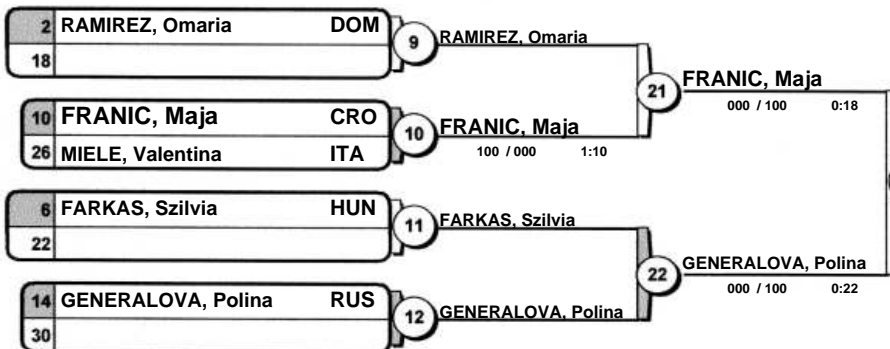 2 RAMIREZ, Omaria DOM
18
9 RAMIREZ, Omaria
10 FRANIC, Maja CRO
26 MIELE, Valentina ITA
10 FRANIC, Maja
100 / 000 1:10
21 FRANIC, Maja
000 / 100 0:18
6 FARKAS, Szilvia HUN
22
11 FARKAS, Szilvia
14 GENERALOVA, Polina RUS
30
12 GENERALOVA, Polina
22 GENERALOVA, Polina
000 / 100 0:22